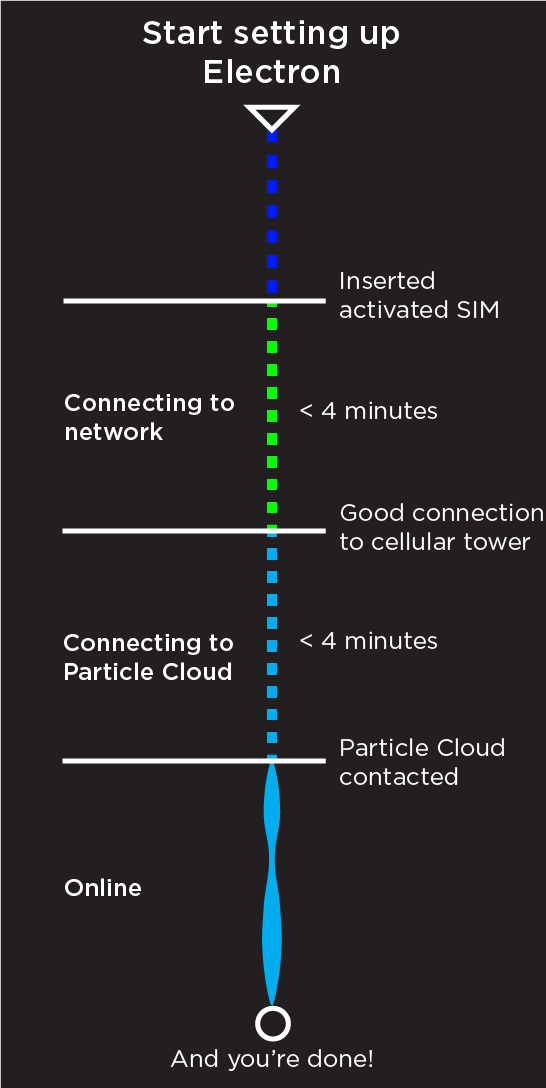 Start setting up
Electron
Inserted
activated SIM
Connecting to
network
< 4 minutes
Good connection
to cellular tower
Connecting to
Particle Cloud
< 4 minutes
Particle Cloud
contacted
Online
And you're done!